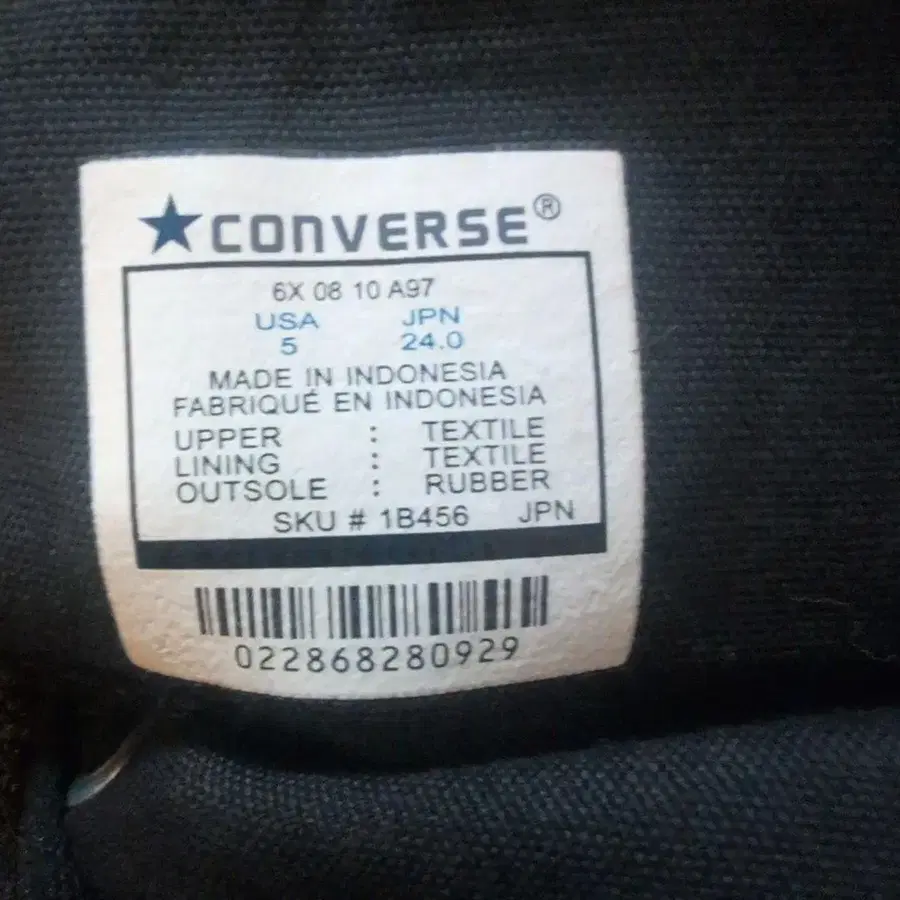 CONVERSE®
6X 08 10 A97
USA JPN
5 24.0
MADE IN INDONESIA
FABRIQUÉ EN INDONESIA
UPPER : TEXTILE
LINING : TEXTILE
OUTSOLE : RUBBER
SKU # 1B456 JPN
022868280929